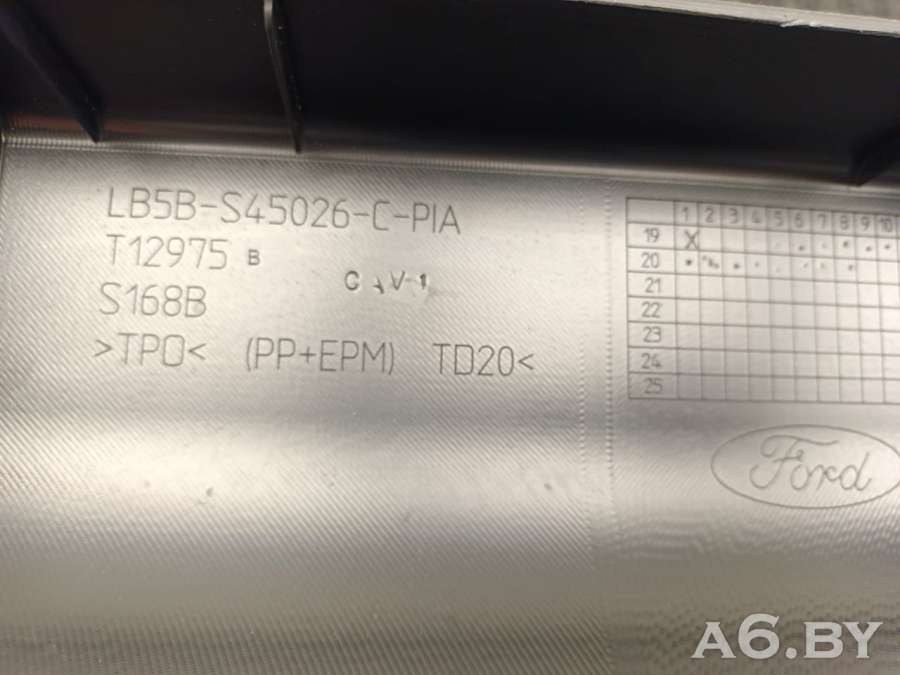 LB5B-S45026-C-PIA
T12975 B
CAV-1
S168B
>TPO< (PP+EPM) TD20<
1 2 3 4 5 6 7 8 9 10
19 X
20
21
22
23
24
25
Ford
A6.BY